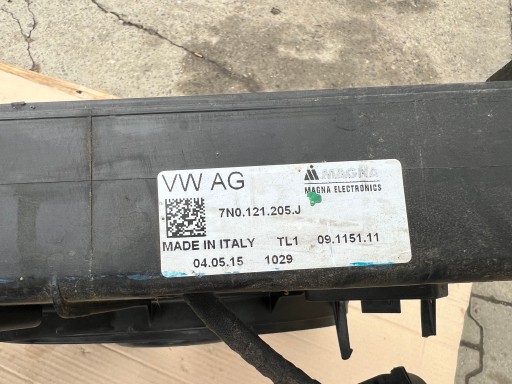 VW AG
MAGNA
MAGNA ELECTRONICS
7N0.121.205.J
MADE IN ITALY TL1 09.1151.11
04.05.15 1029